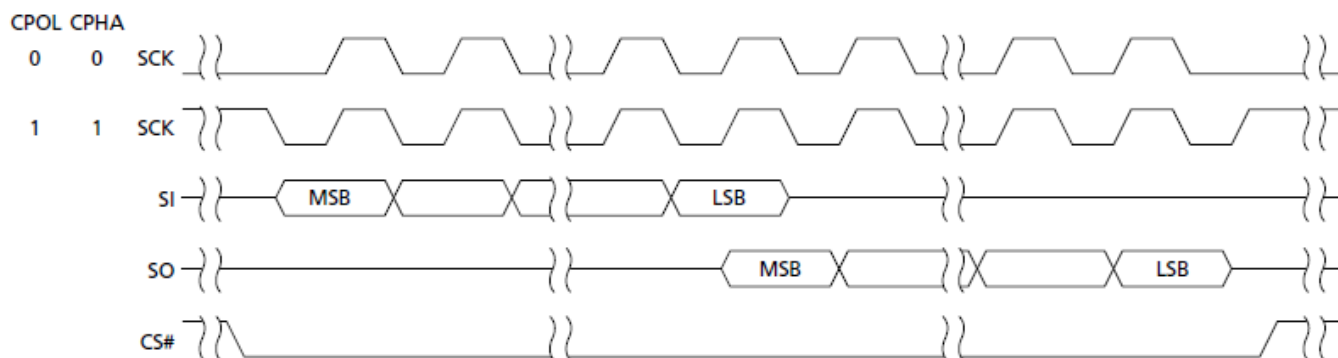 CPOL CPHA
0 0 SCK
1 1 SCK
SI MSB LSB
SO MSB LSB
CS#